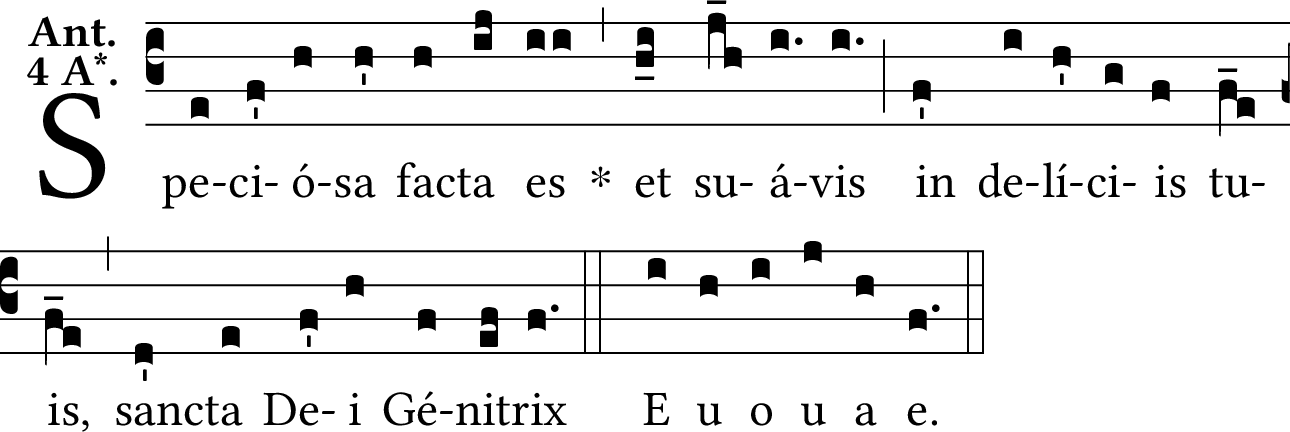 Ant.
4 A*.
Spe-ci-ó-sa facta es * et su-á-vis in de-lí-ci-is tu-
is, sancta De-i Gé-nitrix E u o u a e.